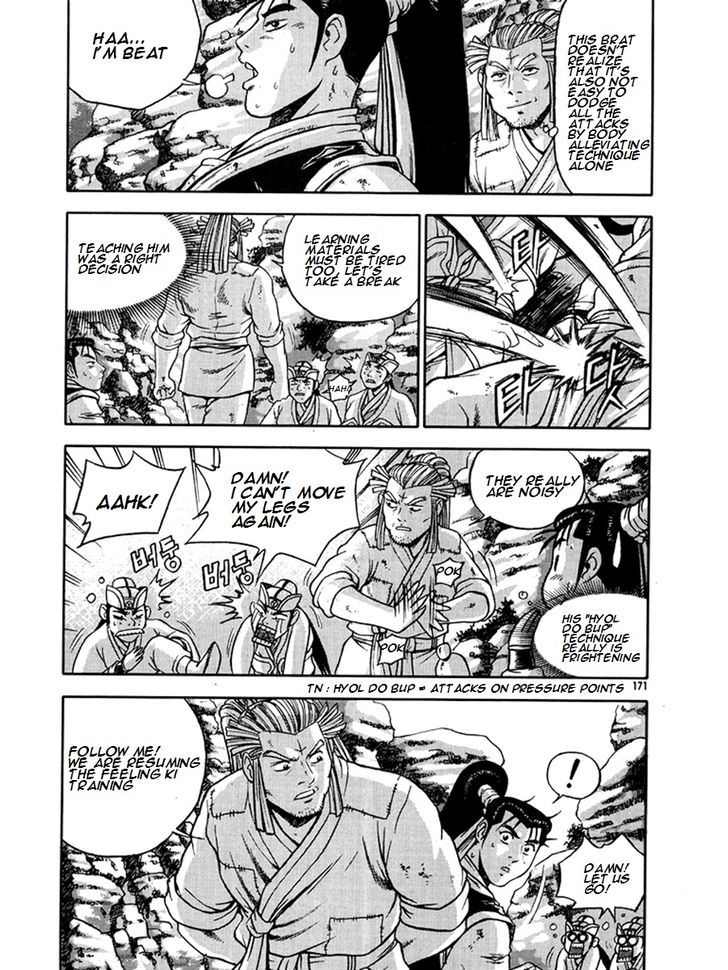 HAA...
I'M BEAT
THIS BRAT
DOESN'T
REALIZE
THAT IT'S
ALSO NOT
EASY TO
DODGE
ALL THE
ATTACKS
BY BODY
ALLEVIATING
TECHNIQUE
ALONE
TEACHING HIM
WAS A RIGHT
DECISION
LEARNING
MATERIALS
MUST BE TIRED
TOO, LET'S
TAKE A BREAK
HAH!
타
타
닥
AAHK!
DAMN!
I CAN'T MOVE
MY LEGS
AGAIN!
THEY REALLY
ARE NOISY
버둥
버둥
POK
POK
HIS "HYOL
DO BUP"
TECHNIQUE
REALLY IS
FRIGHTENING
TN : HYOL DO BUP = ATTACKS ON PRESSURE POINTS 171
FOLLOW ME!
WE ARE RESUMING
THE FEELING KI
TRAINING
!
DAMN!
LET US
GO!